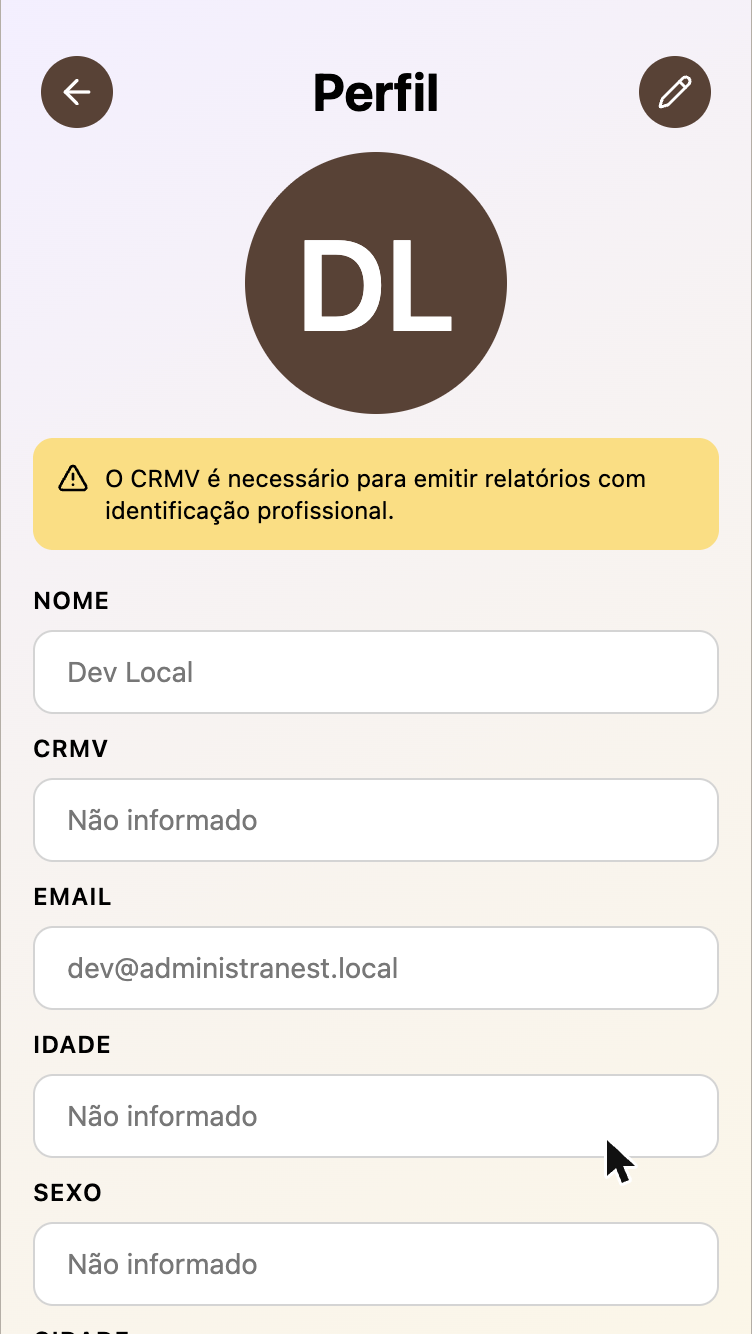 Perfil
DL
O CRMV é necessário para emitir relatórios com
identificação profissional.
NOME
Dev Local
CRMV
Não informado
EMAIL
dev@administranest.local
IDADE
Não informado
SEXO
Não informado